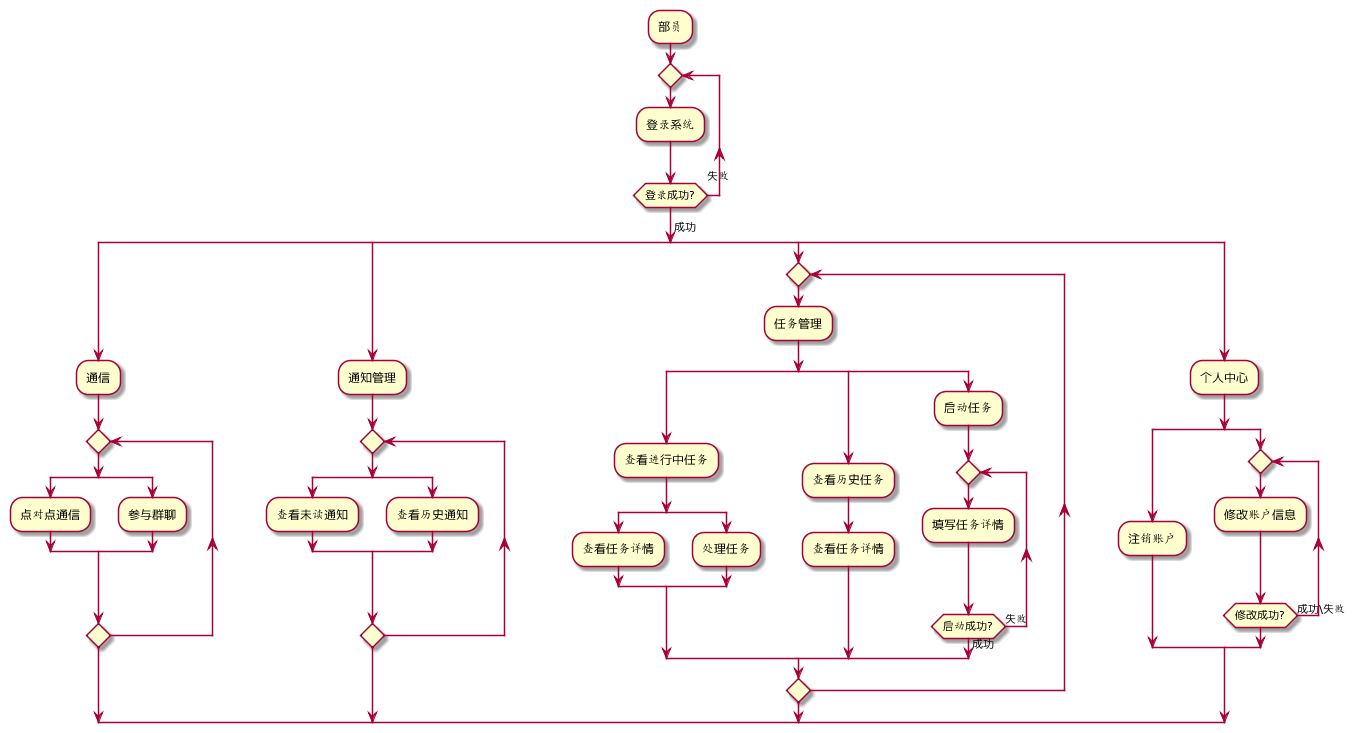 部员
登录系统
失败
登录成功?
成功
任务管理
通信
通知管理
个人中心
启动任务
查看进行中任务
查看历史任务
点对点通信
参与群聊
查看未读通知
查看历史通知
填写任务详情
修改账户信息
注销账户
查看任务详情
处理任务
查看任务详情
启动成功?
失败
成功
修改成功?
成功\失败